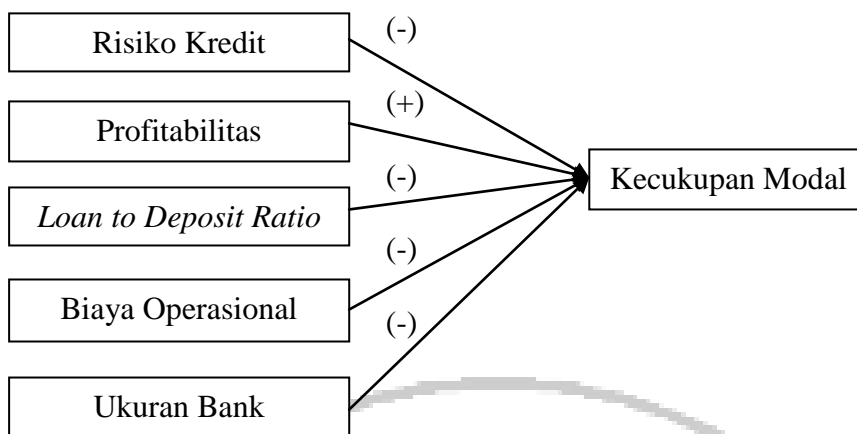 (-)
Risiko Kredit
(+)
Profitabilitas
(-)
Kecukupan Modal
Loan to Deposit Ratio
(-)
Biaya Operasional
(-)
Ukuran Bank